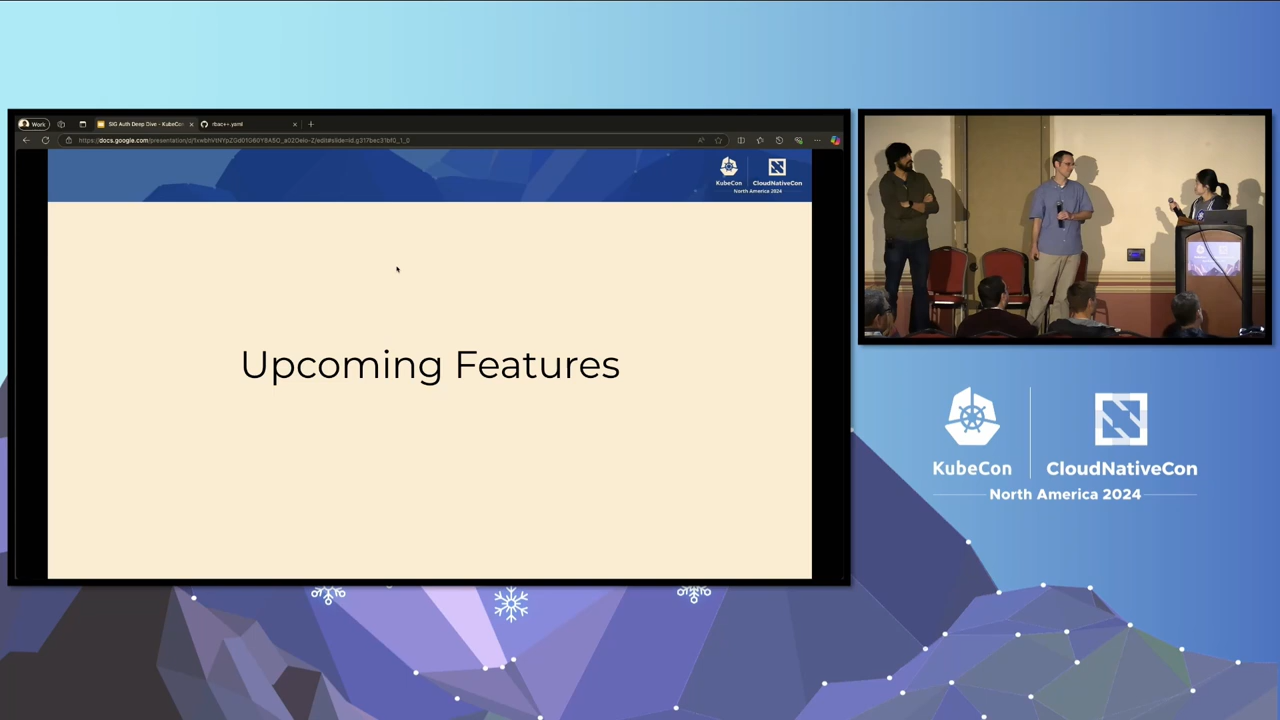 Work
SIG Auth Deep Dive - KubeCo
rbac++.yaml
KubeCon
CloudNativeCon
North America 2024
Upcoming Features
KubeCon
CloudNativeCon
North America 2024